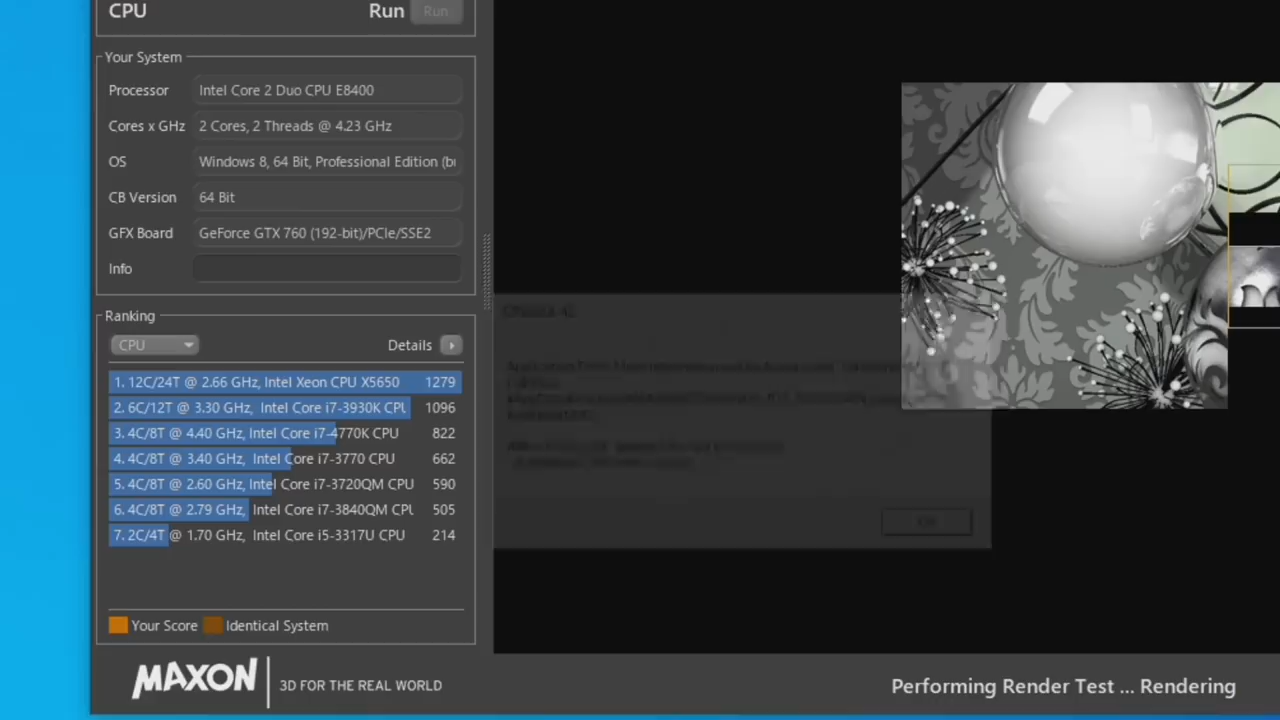 CPU Run Run
Your System
Processor Intel Core 2 Duo CPU E8400
Cores x GHz 2 Cores, 2 Threads @ 4.23 GHz
OS Windows 8, 64 Bit, Professional Edition (bu
CB Version 64 Bit
GFX Board GeForce GTX 760 (192-bit)/PCIe/SSE2
Info
Ranking
CPU Details
1. 12C/24T @ 2.66 GHz, Intel Xeon CPU X5650 1279
2. 6C/12T @ 3.30 GHz, Intel Core i7-3930K CPU 1096
3. 4C/8T @ 4.40 GHz, Intel Core i7-4770K CPU 822
4. 4C/8T @ 3.40 GHz, Intel Core i7-3770 CPU 662
5. 4C/8T @ 2.60 GHz, Intel Core i7-3720QM CPU 590
6. 4C/8T @ 2.79 GHz, Intel Core i7-3840QM CPU 505
7. 2C/4T @ 1.70 GHz, Intel Core i5-3317U CPU 214
Your Score Identical System
MAXON 3D FOR THE REAL WORLD
Performing Render Test ... Rendering